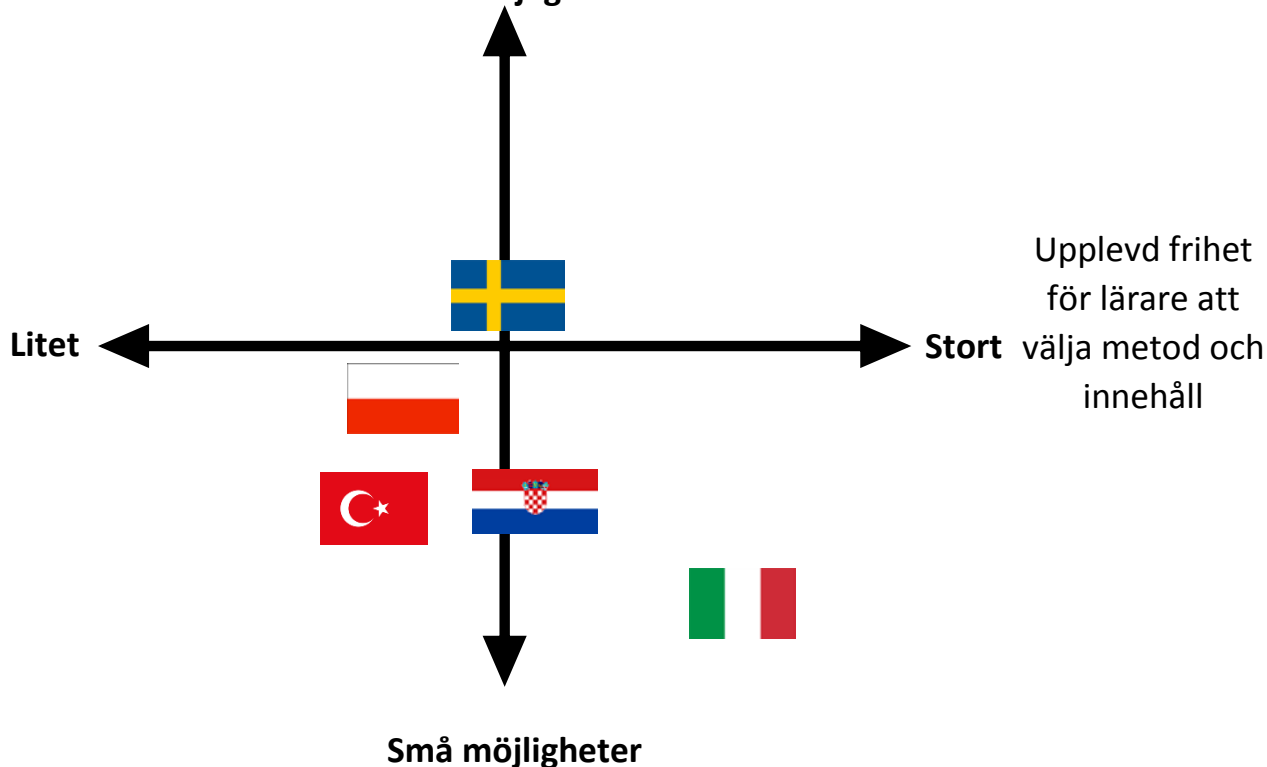 Litet
Stort
Upplevd frihet
för lärare att
välja metod och
innehåll
Små möjligheter